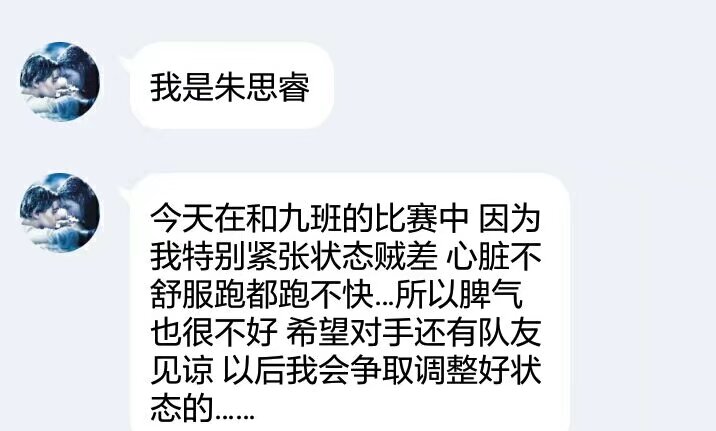 我是朱思睿
今天在和九班的比赛中 因为
我特别紧张状态贼差 心脏不
舒服跑都跑不快...所以脾气
也很不好 希望对手还有队友
见谅 以后我会争取调整好状
态的......